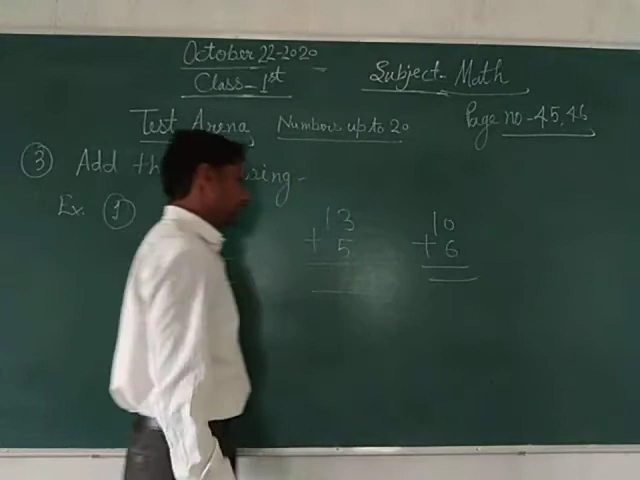 October 22-2020
Class-1st
Subject-Math
Test Arena Numbers up to 20
Page no-45,46
3 Add th
Ex. 1
13
+ 5
10
+ 6